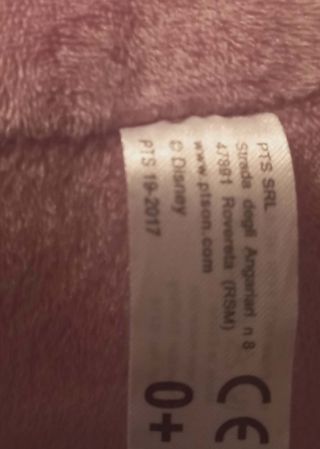 PTS SRL
Strada degli Angariari n 8
47891 Rovereta (RSM)
www.ptson.com
© Disney
PTS 19-2017
CE
0+